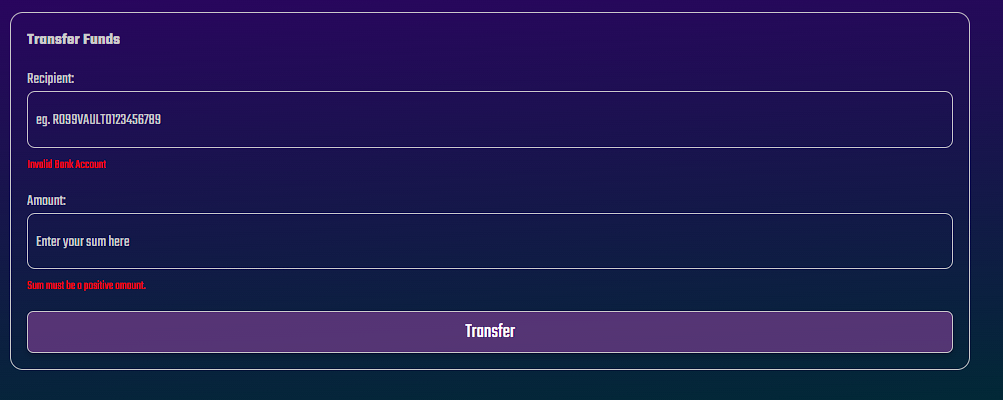 Transfer Funds
Recipient:
eg. RO99VAULT0123456789
Invalid Bank Account
Amount:
Enter your sum here
Sum must be a positive amount.
Transfer